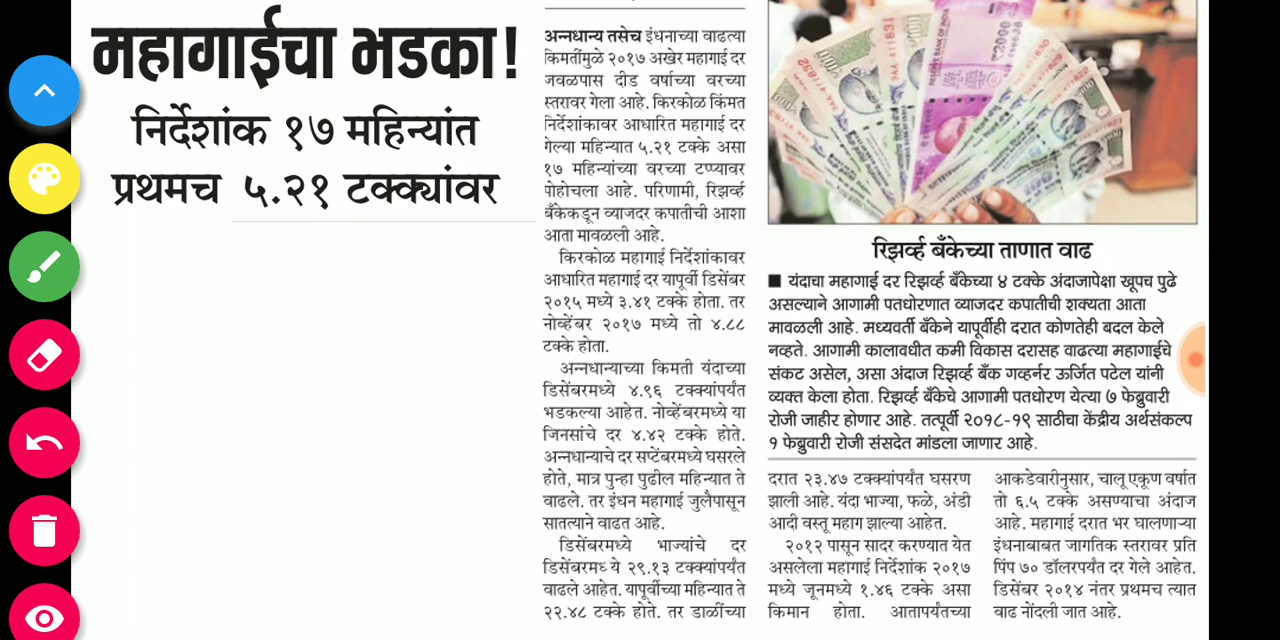 महागाईचा भडका!
निर्देशांक १७ महिन्यांत
प्रथमच ५.२१ टक्क्यांवर
अन्नधान्य तसेच इंधनाच्या वाढत्या
किमतींमुळे २०१७ अखेर महागाई दर
जवळपास दीड वर्षाच्या वरच्या
स्तरावर गेला आहे. किरकोळ किंमत
निर्देशांकावर आधारित महागाई दर
गेल्या महिन्यात ५.२१ टक्के असा
१७ महिन्यांच्या वरच्या टप्प्यावर
पोहोचला आहे. परिणामी, रिझर्व्ह
बँकेकडून व्याजदर कपातीची आशा
आता मावळली आहे.
किरकोळ महागाई निर्देशांकावर
आधारित महागाई दर यापूर्वी डिसेंबर
२०१५ मध्ये ३.४१ टक्के होता. तर
नोव्हेंबर २०१७ मध्ये तो ४.८८
टक्के होता.
अन्नधान्याच्या किमती यंदाच्या
डिसेंबरमध्ये ४.९६ टक्क्यांपर्यंत
भडकल्या आहेत. नोव्हेंबरमध्ये या
जिनसांचे दर ४.४२ टक्के होते.
अन्नधान्याचे दर सप्टेंबरमध्ये घसरले
होते, मात्र पुन्हा पुढील महिन्यात ते
वाढले. तर इंधन महागाई जुलैपासून
सातत्याने वाढत आहे.
डिसेंबरमध्ये भाज्यांचे दर
डिसेंबरमध ये २९.१३ टक्क्यांपर्यंत
वाढले आहेत. यापूर्वीच्या महिन्यात ते
२२.४८ टक्के होते. तर डाळींच्या
रिझर्व्ह बँकेच्या ताणात वाढ
■ यंदाचा महागाई दर रिझर्व्ह बँकेच्या ४ टक्के अंदाजापेक्षा खूपच पुढे
असल्याने आगामी पतधोरणात व्याजदर कपातीची शक्यता आता
मावळली आहे. मध्यवर्ती बँकेने यापूर्वीही दरात कोणतेही बदल केले
नव्हते. आगामी कालावधीत कमी विकास दरासह वाढत्या महागाईचे
संकट असेल, असा अंदाज रिझर्व्ह बँक गव्हर्नर ऊर्जित पटेल यांनी
व्यक्त केला होता. रिझर्व्ह बँकेचे आगामी पतधोरण येत्या ७ फेब्रुवारी
रोजी जाहीर होणार आहे. तत्पूर्वी २०१८-१९ साठीचा केंद्रीय अर्थसंकल्प
१ फेब्रुवारी रोजी संसदेत मांडला जाणार आहे.
दरात २३.४७ टक्क्यांपर्यंत घसरण
झाली आहे. यंदा भाज्या, फळे, अंडी
आदी वस्तू महाग झाल्या आहेत.
२०१२ पासून सादर करण्यात येत
असलेला महागाई निर्देशांक २०१७
मध्ये जूनमध्ये १.४६ टक्के असा
किमान होता. आतापर्यंतच्या
आकडेवारीनुसार, चालू एकूण वर्षात
तो ६.५ टक्के असण्याचा अंदाज
आहे. महागाई दरात भर घालणाऱ्या
इंधनाबाबत जागतिक स्तरावर प्रति
पिंप ७० डॉलरपर्यंत दर गेले आहेत.
डिसेंबर २०१४ नंतर प्रथमच त्यात
वाढ नोंदली जात आहे.